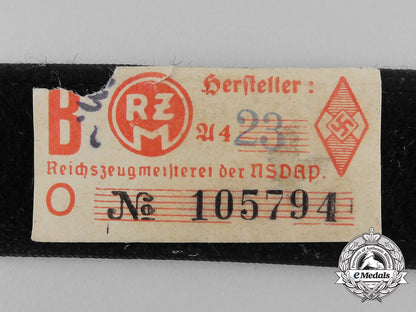 B RZM Hersteller:
A4 23
Reichszeugmeisterei der NSDAP.
O № 105794
eMedals